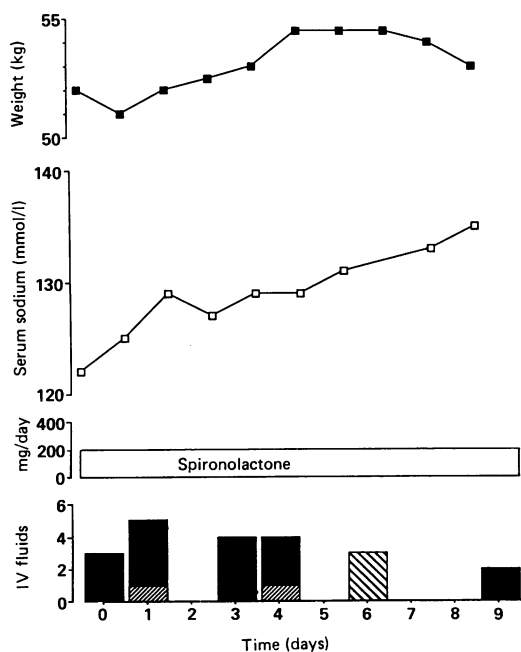 Weight (kg)
55
50
Serum sodium (mmol/l)
140
130
120
mg/day
400
200
0
Spironolactone
IV fluids
6
4
2
0
0 1 2 3 4 5 6 7 8 9
Time (days)